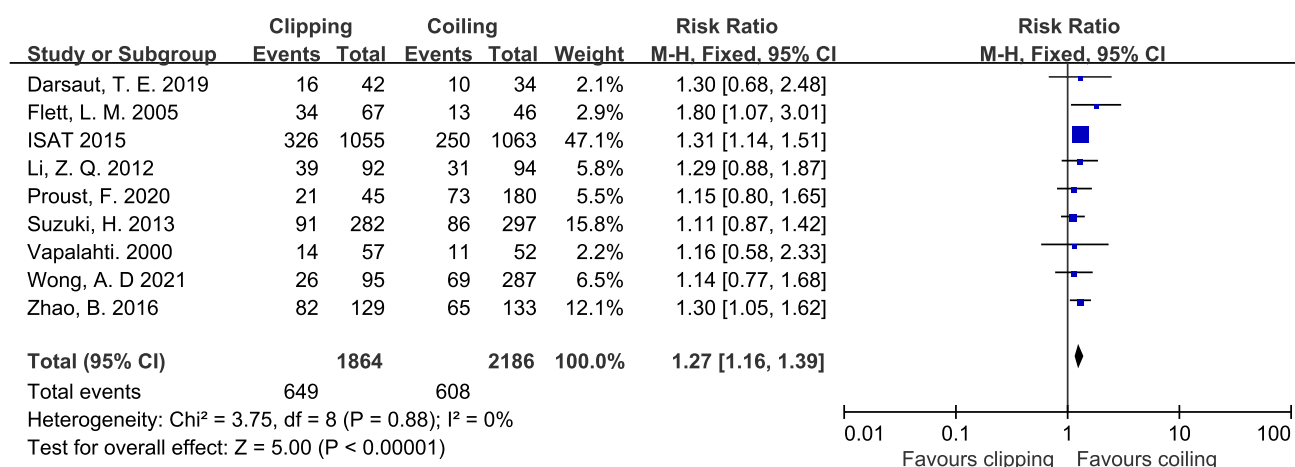 Clipping Coiling Risk Ratio Risk Ratio
Study or Subgroup Events Total Events Total Weight M-H, Fixed, 95% CI M-H, Fixed, 95% CI
Darsaut, T. E. 2019 16 42 10 34 2.1% 1.30 [0.68, 2.48]
Flett, L. M. 2005 34 67 13 46 2.9% 1.80 [1.07, 3.01]
ISAT 2015 326 1055 250 1063 47.1% 1.31 [1.14, 1.51]
Li, Z. Q. 2012 39 92 31 94 5.8% 1.29 [0.88, 1.87]
Proust, F. 2020 21 45 73 180 5.5% 1.15 [0.80, 1.65]
Suzuki, H. 2013 91 282 86 297 15.8% 1.11 [0.87, 1.42]
Vapalahti. 2000 14 57 11 52 2.2% 1.16 [0.58, 2.33]
Wong, A. D 2021 26 95 69 287 6.5% 1.14 [0.77, 1.68]
Zhao, B. 2016 82 129 65 133 12.1% 1.30 [1.05, 1.62]
Total (95% CI) 1864 2186 100.0% 1.27 [1.16, 1.39]
Total events 649 608
Heterogeneity: Chi² = 3.75, df = 8 (P = 0.88); I² = 0%
Test for overall effect: Z = 5.00 (P < 0.00001)
0.01 0.1 1 10 100
Favours clipping Favours coiling